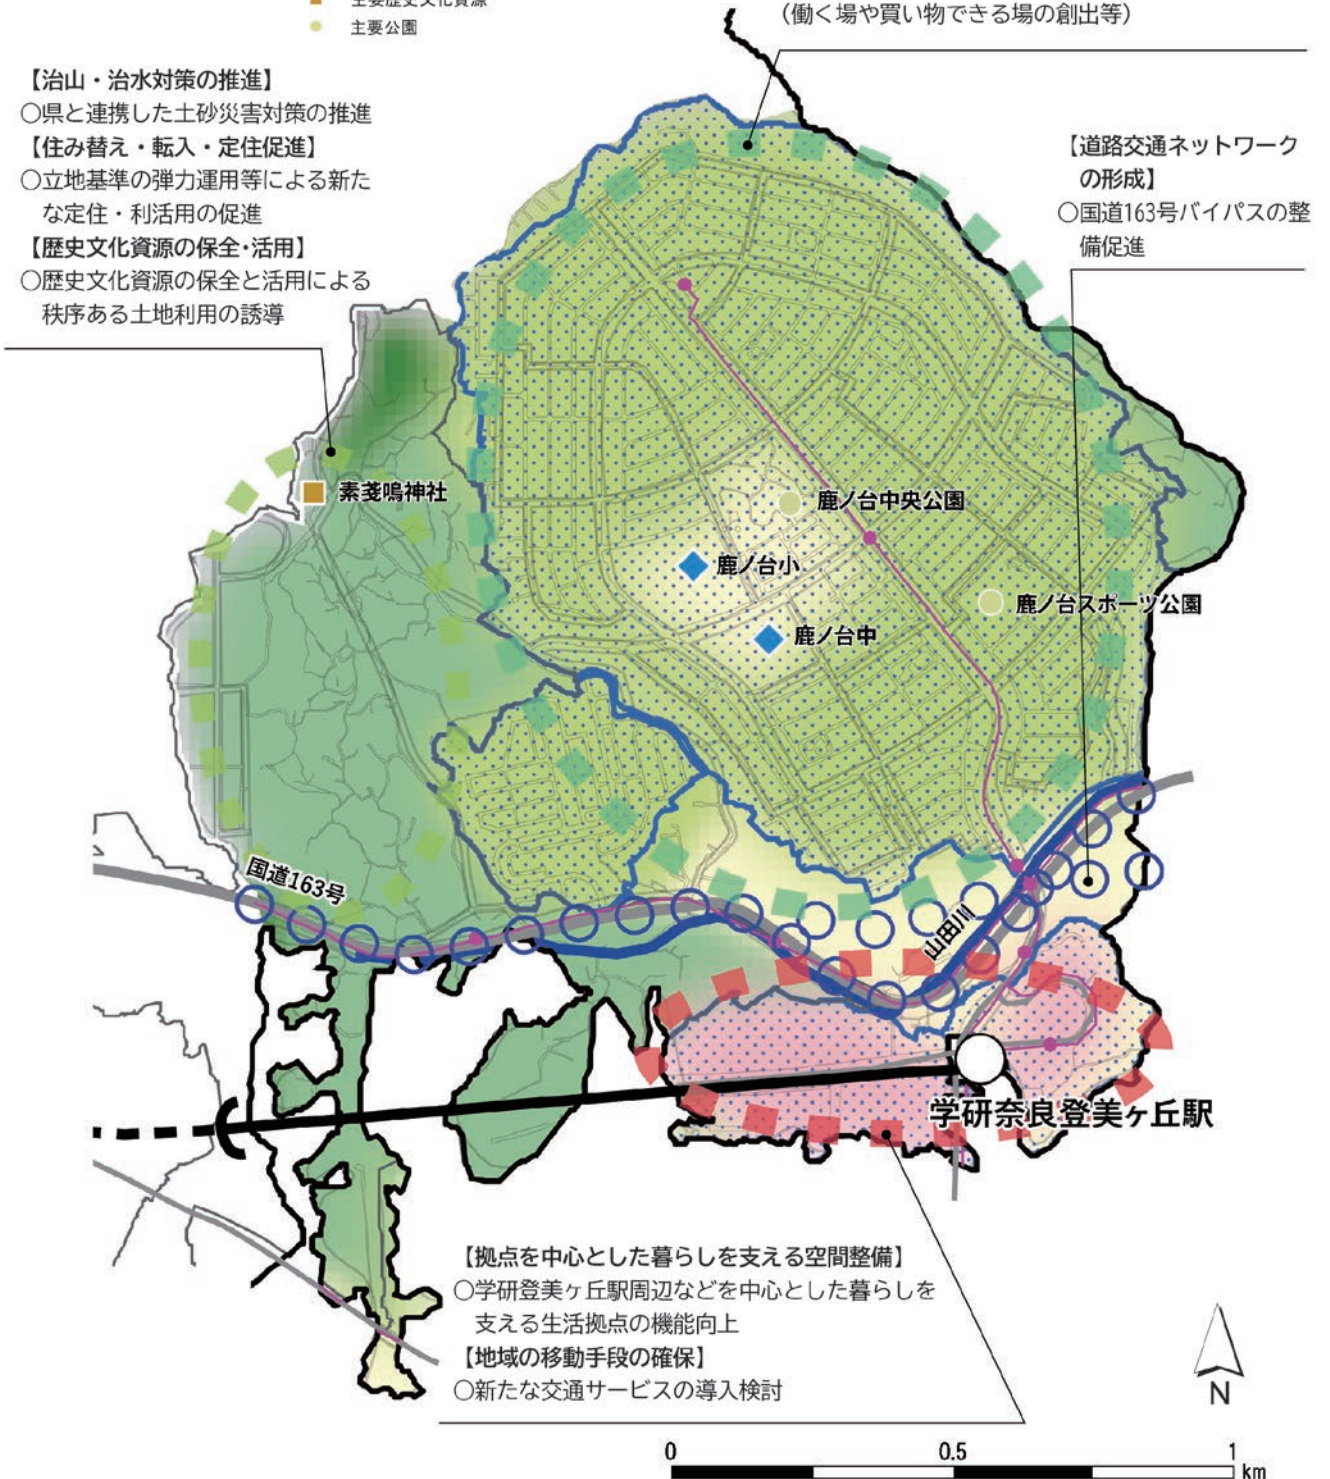 主要歴史文化資源
主要公園
(働く場や買い物できる場の創出等)
【治山・治水対策の推進】
○県と連携した土砂災害対策の推進
【住み替え・転入・定住促進】
○立地基準の弾力運用等による新た
な定住・利活用の促進
【歴史文化資源の保全・活用】
○歴史文化資源の保全と活用による
秩序ある土地利用の誘導
【道路交通ネットワーク
の形成】
○国道163号バイパスの整
備促進
素戔嗚神社
鹿ノ台中央公園
鹿ノ台小
鹿ノ台スポーツ公園
鹿ノ台中
国道163号
山田川
学研奈良登美ヶ丘駅
【拠点を中心とした暮らしを支える空間整備】
○学研登美ヶ丘駅周辺などを中心とした暮らしを
支える生活拠点の機能向上
【地域の移動手段の確保】
○新たな交通サービスの導入検討
N
0 0.5 1
km